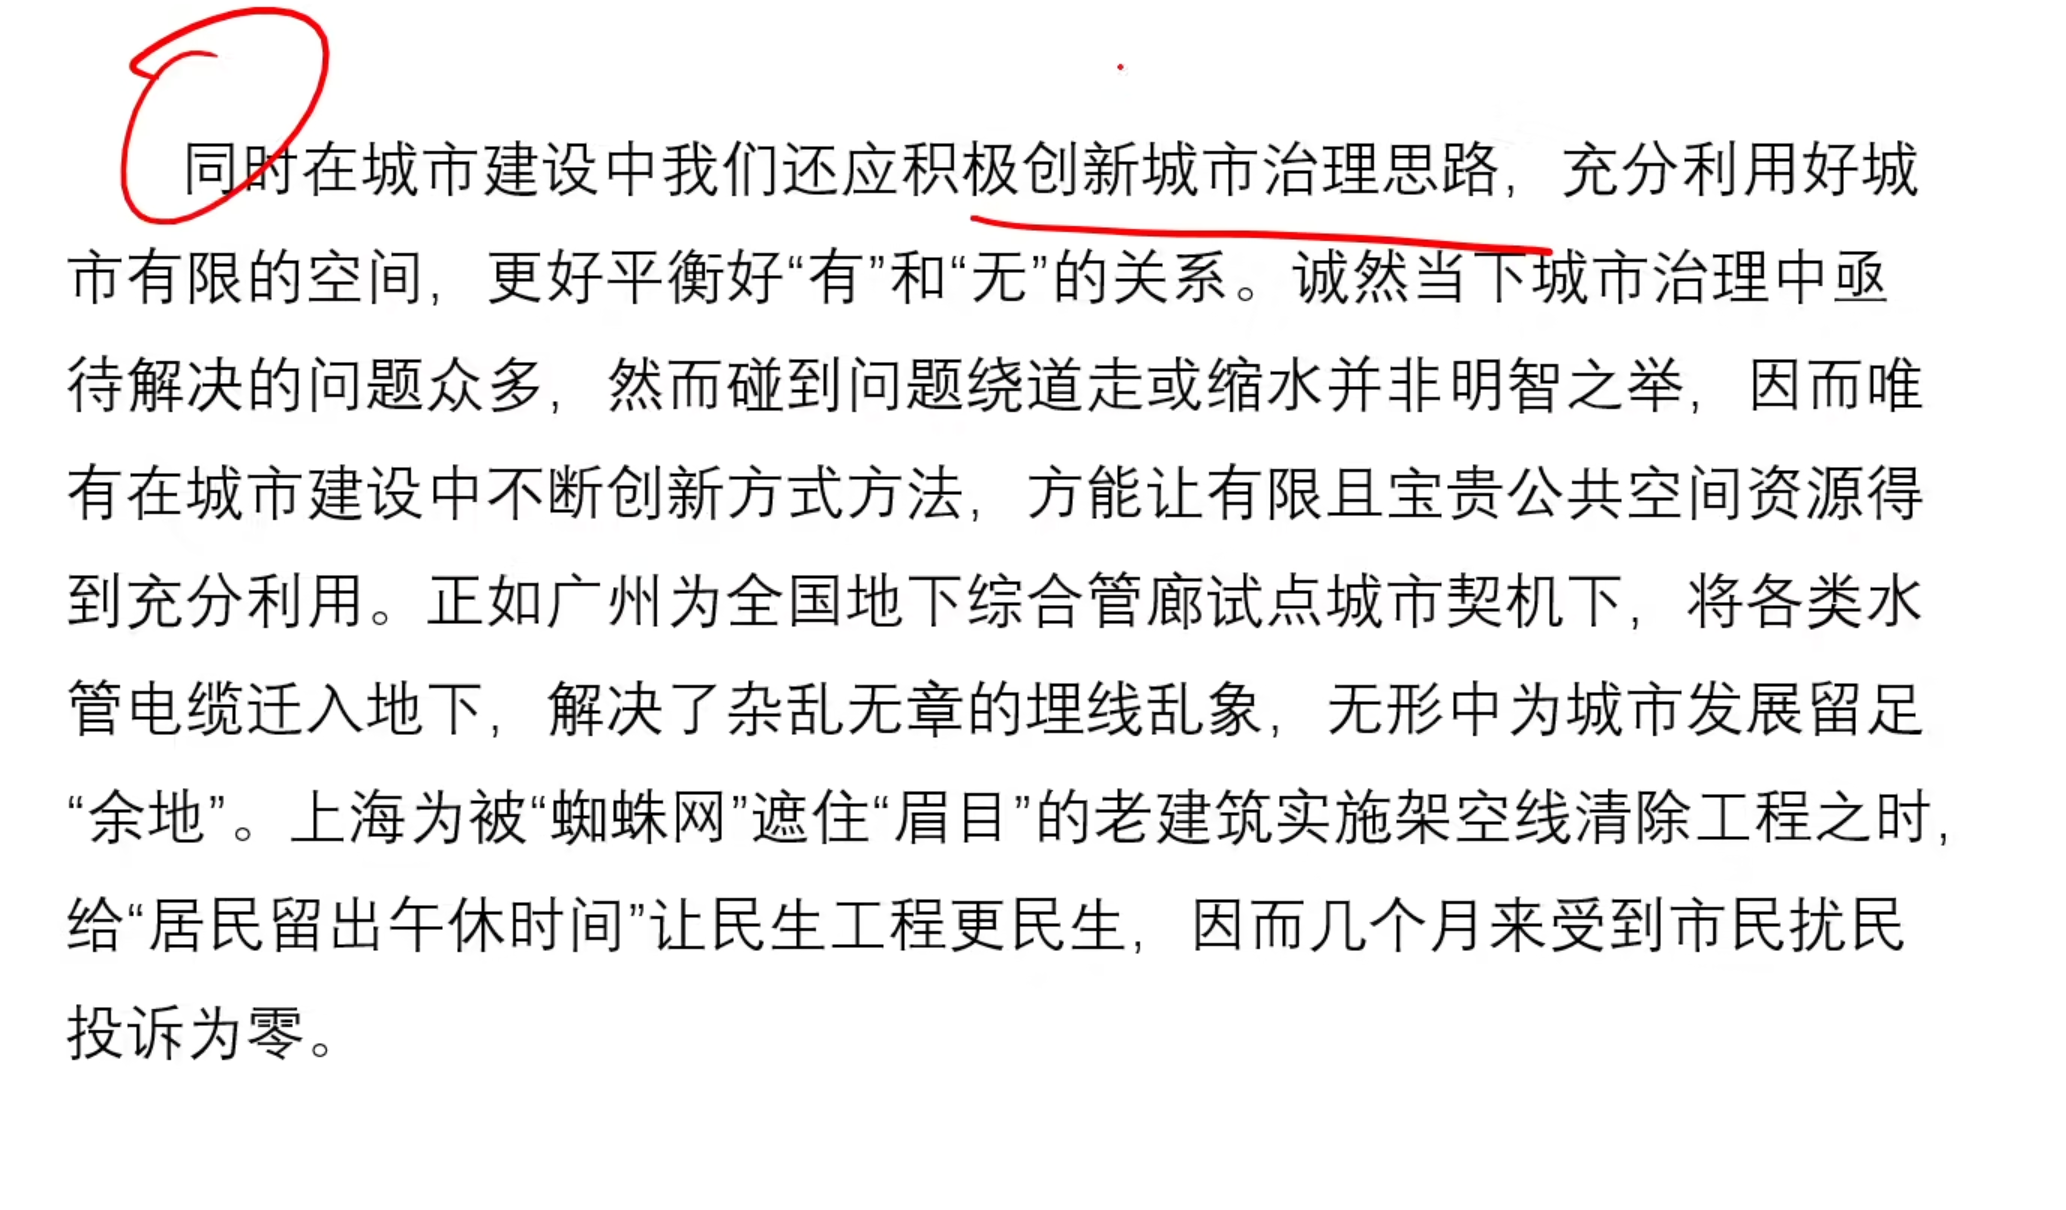 同时在城市建设中我们还应积极创新城市治理思路，充分利用好城
市有限的空间，更好平衡好“有”和“无”的关系。诚然当下城市治理中亟
待解决的问题众多，然而碰到问题绕道走或缩水并非明智之举，因而唯
有在城市建设中不断创新方式方法，方能让有限且宝贵公共空间资源得
到充分利用。正如广州为全国地下综合管廊试点城市契机下，将各类水
管电缆迁入地下，解决了杂乱无章的埋线乱象，无形中为城市发展留足
“余地”。上海为被“蜘蛛网”遮住“眉目”的老建筑实施架空线清除工程之时，
给“居民留出午休时间”让民生工程更民生，因而几个月来受到市民扰民
投诉为零。